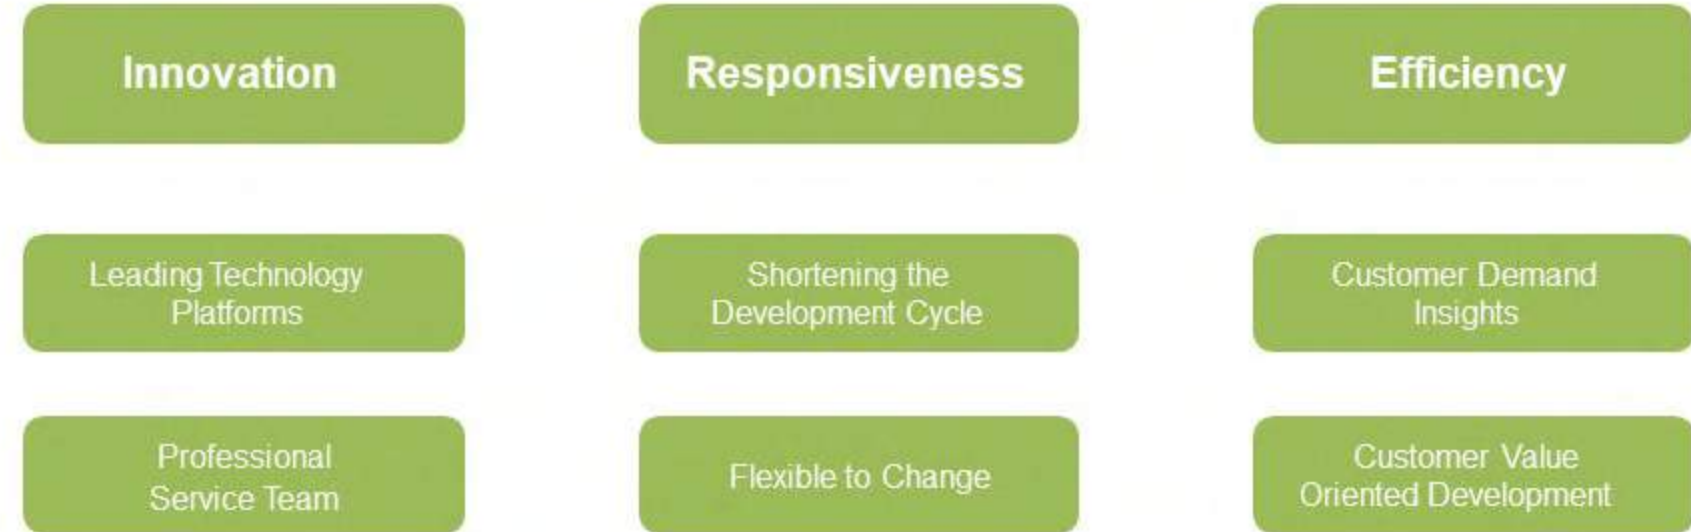 Innovation
Responsiveness
Efficiency
Leading Technology
Platforms
Shortening the
Development Cycle
Customer Demand
Insights
Professional
Service Team
Flexible to Change
Customer Value
Oriented Development